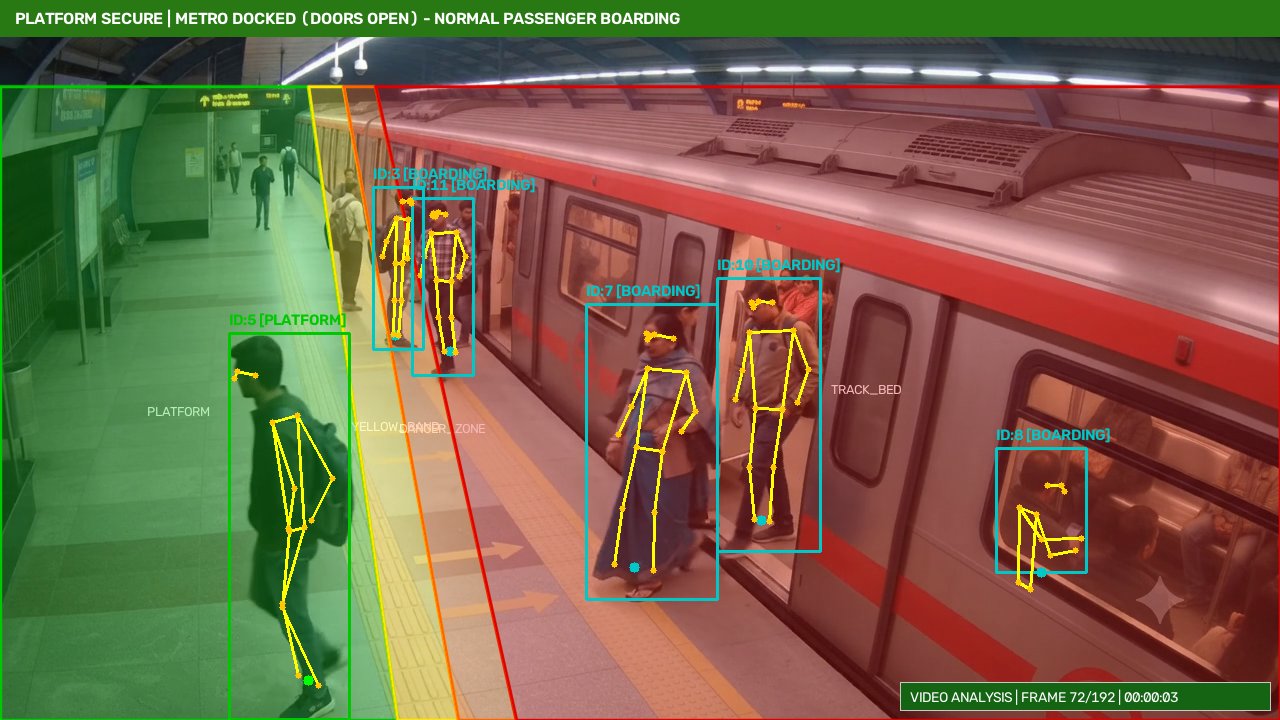 PLATFORM SECURE | METRO DOCKED (DOORS OPEN) - NORMAL PASSENGER BOARDING
ID:3 [BOARDING]
ID:11 [BOARDING]
ID:10 [BOARDING]
ID:7 [BOARDING]
ID:5 [PLATFORM]
TRACK_BED
PLATFORM
YELLOW_BAND
DANGER_ZONE
ID:8 [BOARDING]
VIDEO ANALYSIS | FRAME 72/192 | 00:00:03